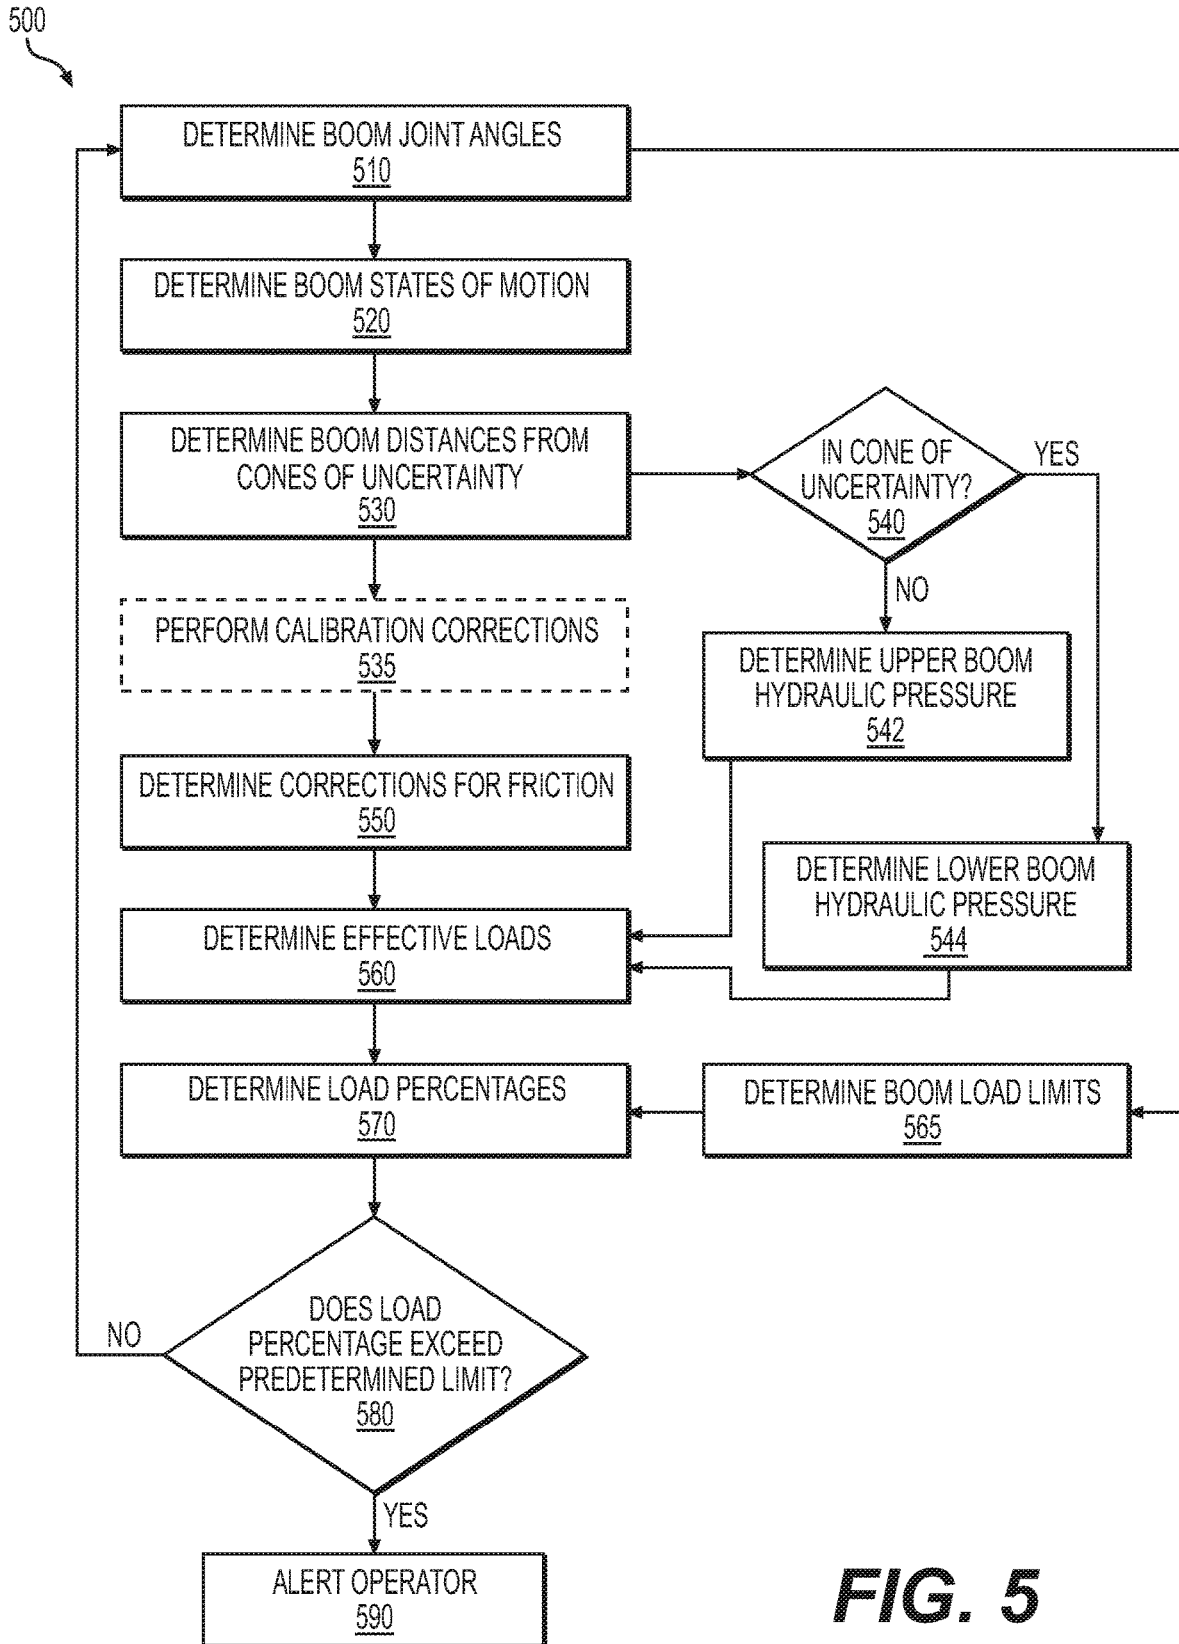 500
DETERMINE BOOM JOINT ANGLES
510
DETERMINE BOOM STATES OF MOTION
520
DETERMINE BOOM DISTANCES FROM
CONES OF UNCERTAINTY
530
IN CONE OF
UNCERTAINTY?
540
YES
NO
PERFORM CALIBRATION CORRECTIONS
535
DETERMINE UPPER BOOM
HYDRAULIC PRESSURE
542
DETERMINE CORRECTIONS FOR FRICTION
550
DETERMINE LOWER BOOM
HYDRAULIC PRESSURE
544
DETERMINE EFFECTIVE LOADS
560
DETERMINE LOAD PERCENTAGES
570
DETERMINE BOOM LOAD LIMITS
565
DOES LOAD
PERCENTAGE EXCEED
PREDETERMINED LIMIT?
580
NO
YES
ALERT OPERATOR
590
FIG. 5